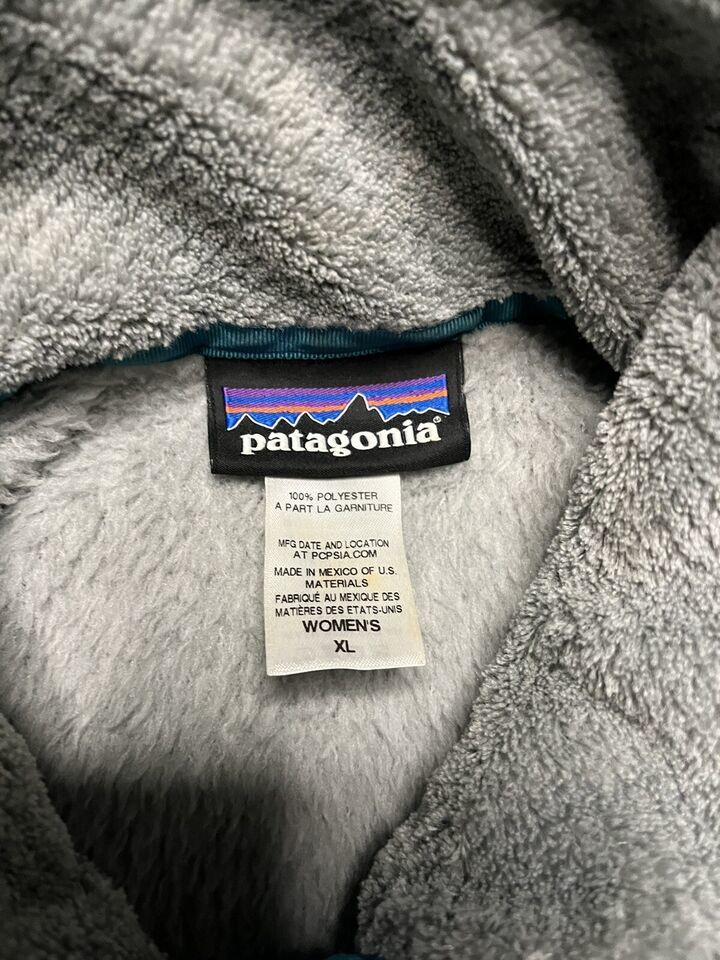 patagonia®
100% POLYESTER
A PART LA GARNITURE
MFG DATE AND LOCATION
AT PCPSIA.COM
MADE IN MEXICO OF U.S.
MATERIALS
FABRIQUÉ AU MEXIQUE DES
MATIÈRES DES ETATS-UNIS
WOMEN'S
XL